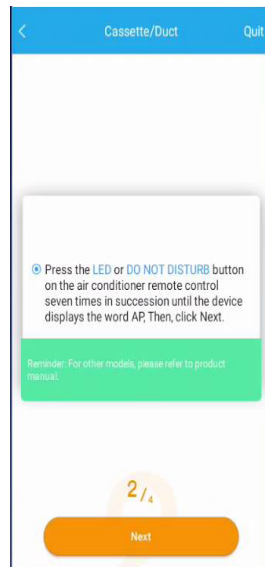 Cassette/Duct Quit
Press the LED or DO NOT DISTURB button
on the air conditioner remote control
seven times in succession until the device
displays the word AP, Then, click Next.
Reminder: For other models, please refer to product
manual.
2/4
Next